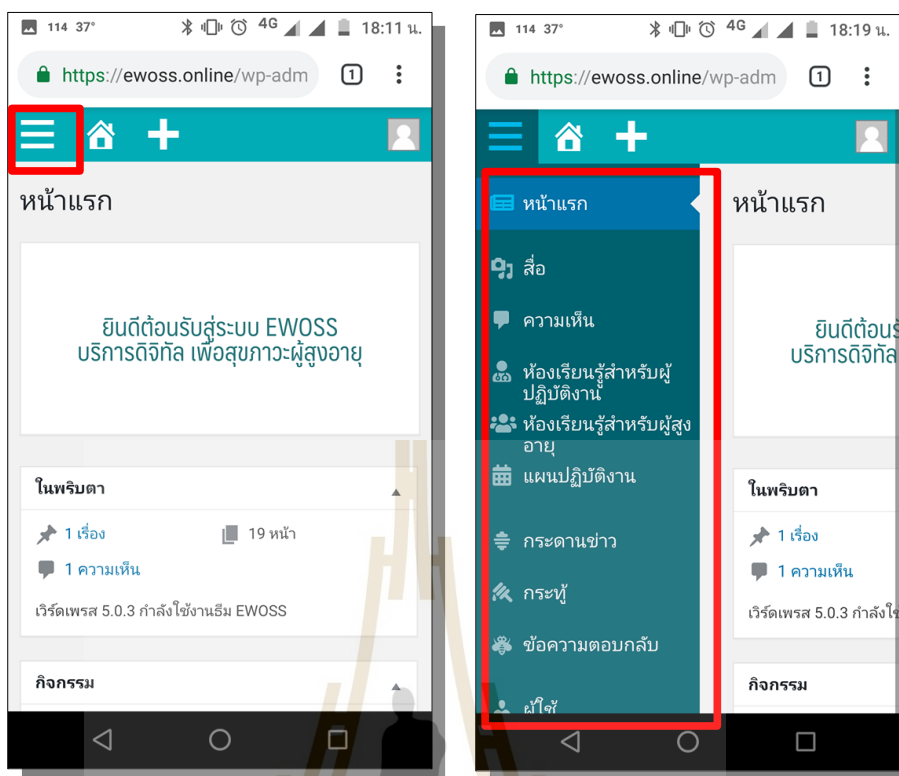 114 37° 4G 18:11 น.
https://ewoss.online/wp-adm 1
หน้าแรก
ยินดีต้อนรับสู่ระบบ EWOSS
บริการดิจิทัล เพื่อสุขภาวะผู้สูงอายุ
ในพริบตา
1 เรื่อง 19 หน้า
1 ความเห็น
เวิร์ดเพรส 5.0.3 กำลังใช้งานธีม EWOSS
กิจกรรม
114 37° 4G 18:19 น.
https://ewoss.online/wp-adm 1
หน้าแรก
สื่อ
ความเห็น
ห้องเรียนรู้สำหรับผู้
ปฏิบัติงาน
ห้องเรียนรู้สำหรับผู้สูง
อายุ
แผนปฏิบัติงาน
กระดานข่าว
กระทู้
ข้อความตอบกลับ
ผู้ใช้
หน้าแรก
ยินดีต้อนรั
บริการดิจิทัล
ในพริบตา
1 เรื่อง
1 ความเห็น
เวิร์ดเพรส 5.0.3 กำลังใช
กิจกรรม